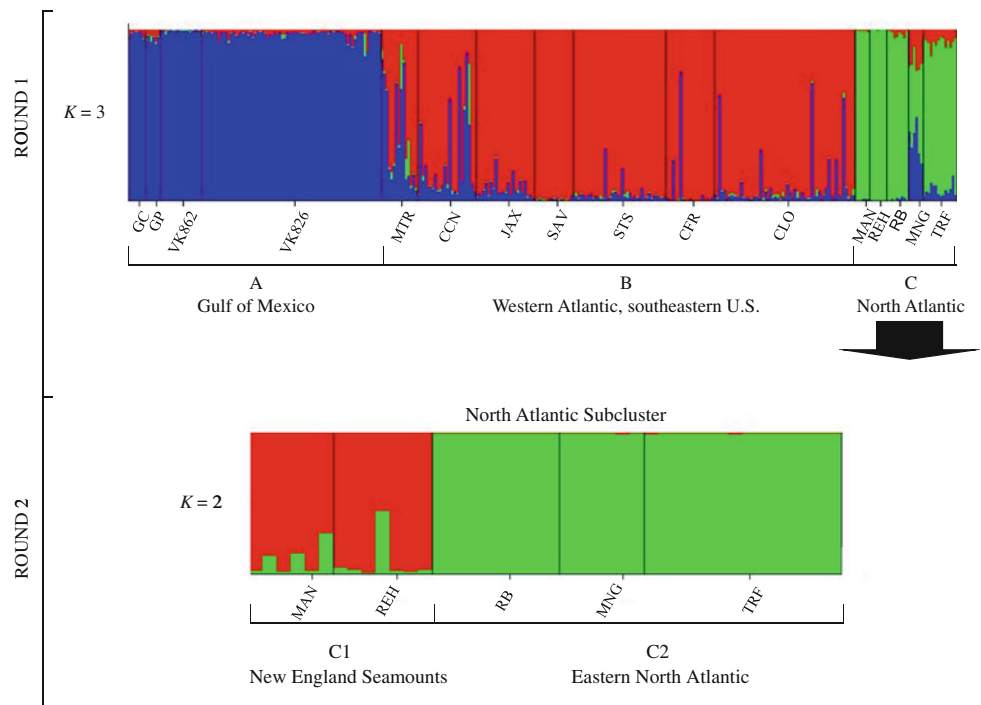 ROUND 1
K = 3
GC GP VK862 VK826 MTR CCN JAX SAV STS CFR CLO MAN REH RB MNG TRF
A B C
Gulf of Mexico Western Atlantic, southeastern U.S. North Atlantic
North Atlantic Subcluster
ROUND 2
K = 2
MAN REH RB MNG TRF
C1 C2
New England Seamounts Eastern North Atlantic